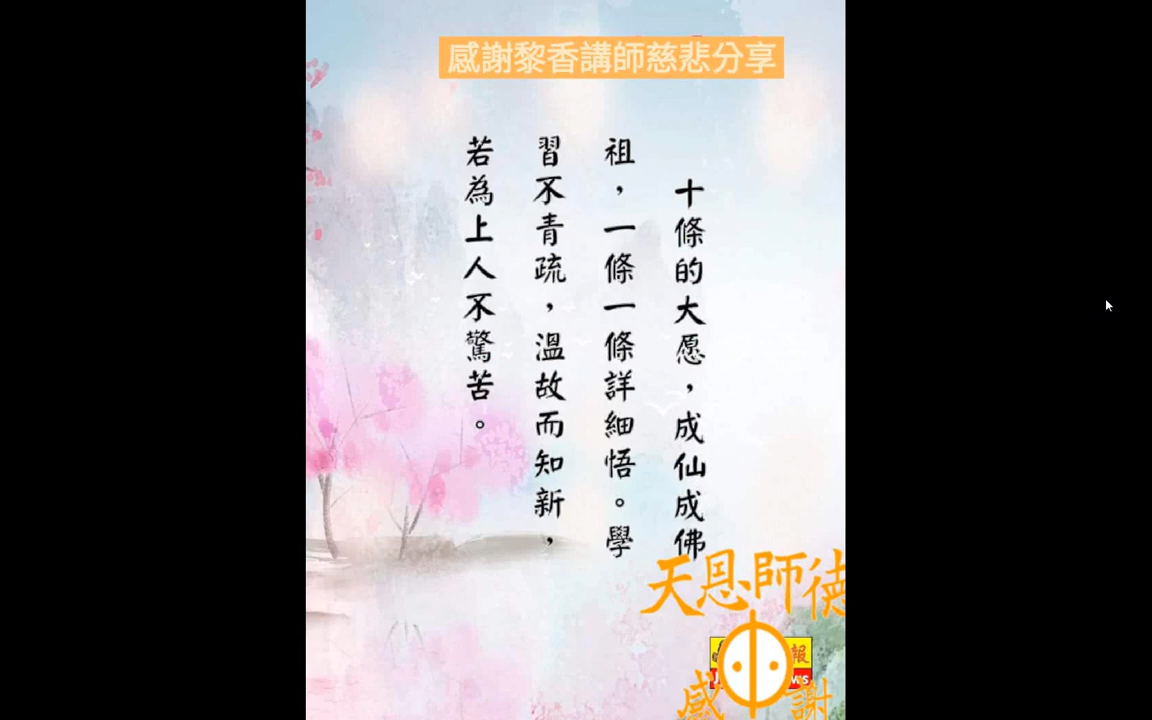 感謝黎香講師慈悲分享
十條的大愿，成仙成佛
祖，一條一條詳細悟。學
習不青疏，溫故而知新，
若為上人不驚苦。
天恩師德
報
感謝